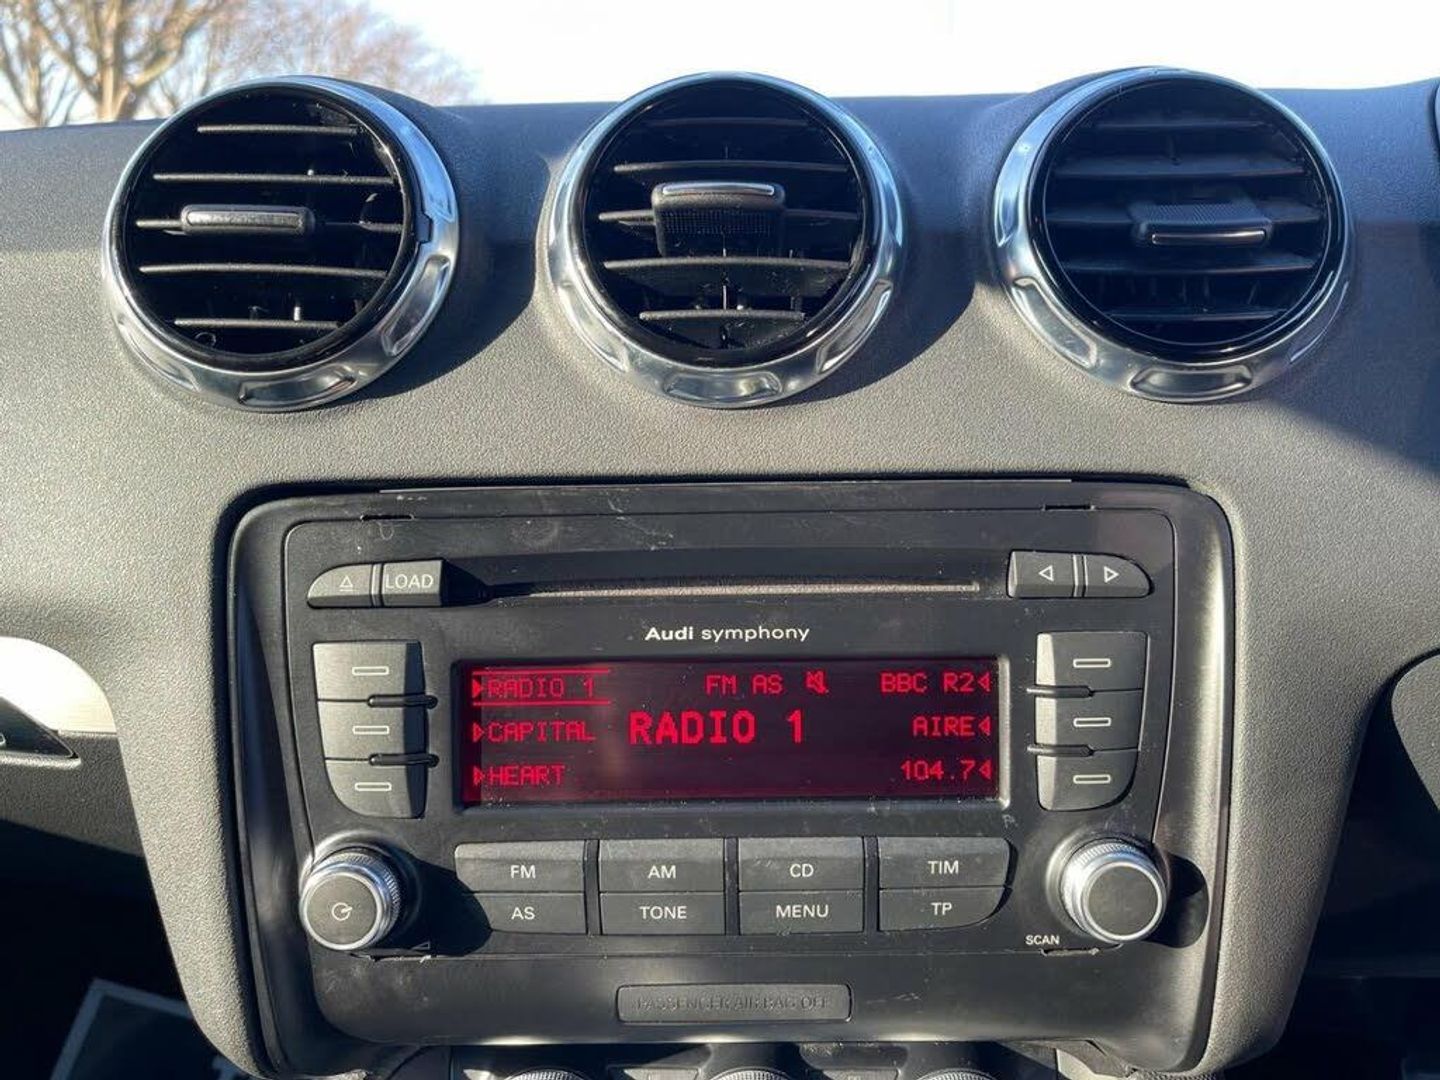 LOAD
Audi symphony
RADIO 1 FM AS BBC R2
CAPITAL RADIO 1 AIRE
HEART 104.7
FM AM CD TIM
AS TONE MENU TP
SCAN
PASSENGER AIR BAG OFF